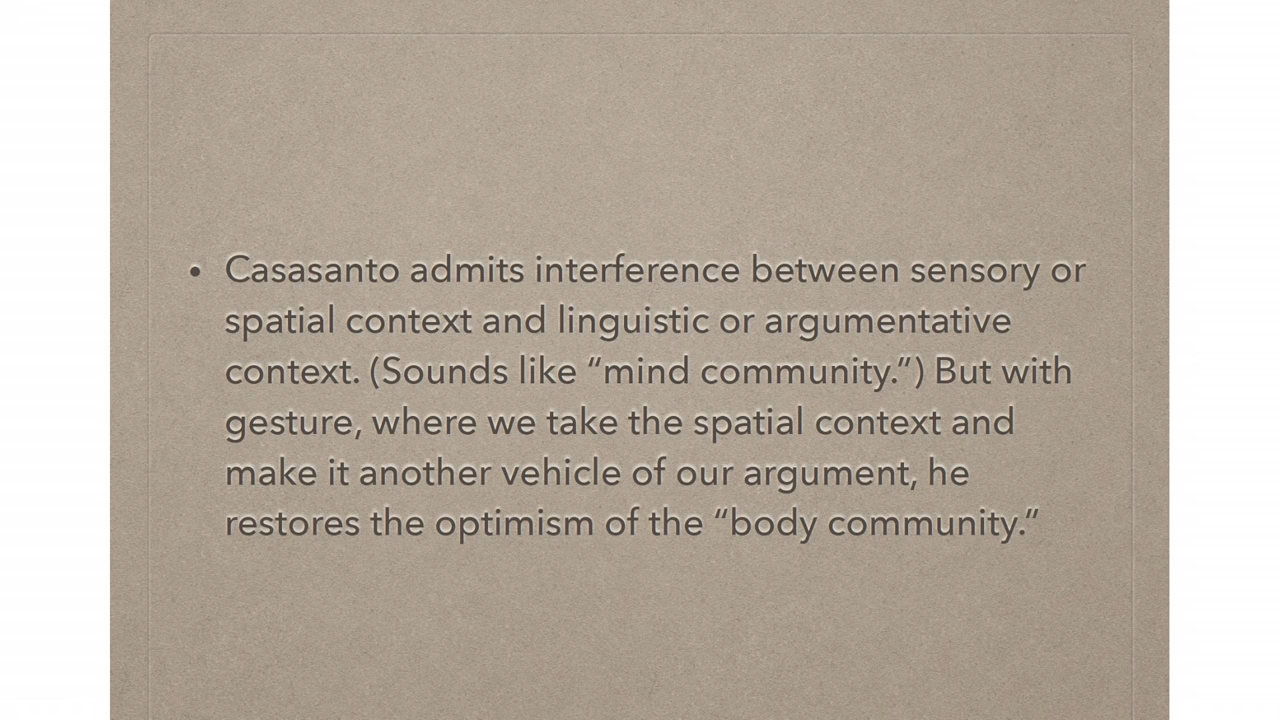 • Casasanto admits interference between sensory or
spatial context and linguistic or argumentative
context. (Sounds like “mind community.”) But with
gesture, where we take the spatial context and
make it another vehicle of our argument, he
restores the optimism of the “body community.”